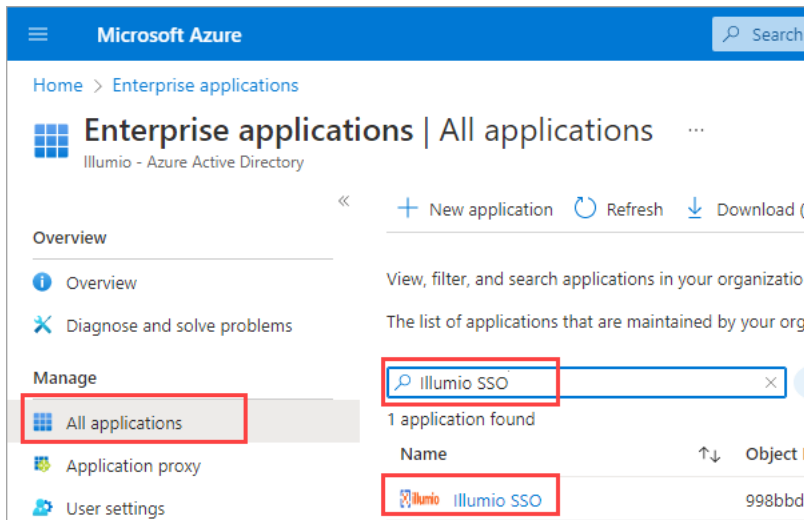 Microsoft Azure
Search
Home > Enterprise applications
Enterprise applications | All applications ...
Illumio - Azure Active Directory
«
New application Refresh Download (
Overview
Overview
Diagnose and solve problems
View, filter, and search applications in your organizatio
The list of applications that are maintained by your org
Manage
Illumio SSO
All applications
1 application found
Name Object I
Application proxy
User settings
illumio Illumio SSO 998bbd